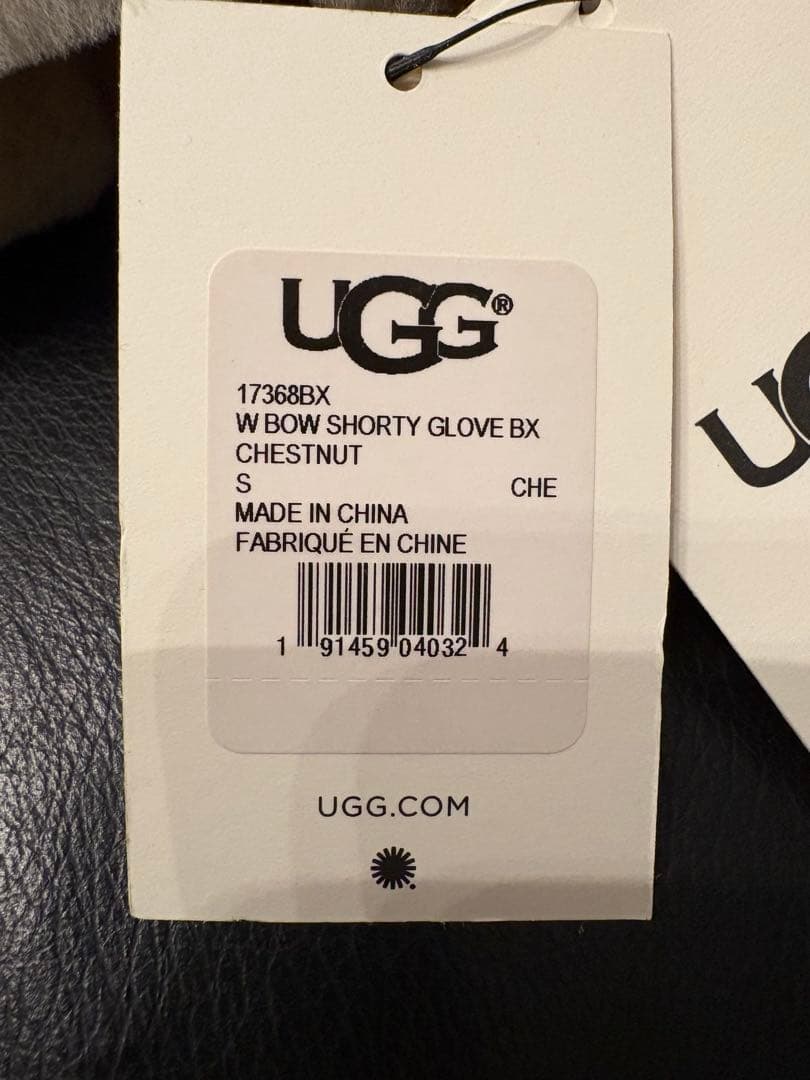 UGG®
17368BX
W BOW SHORTY GLOVE BX
CHESTNUT
S CHE
MADE IN CHINA
FABRIQUÉ EN CHINE
1 91459 04032 4
UGG.COM
U